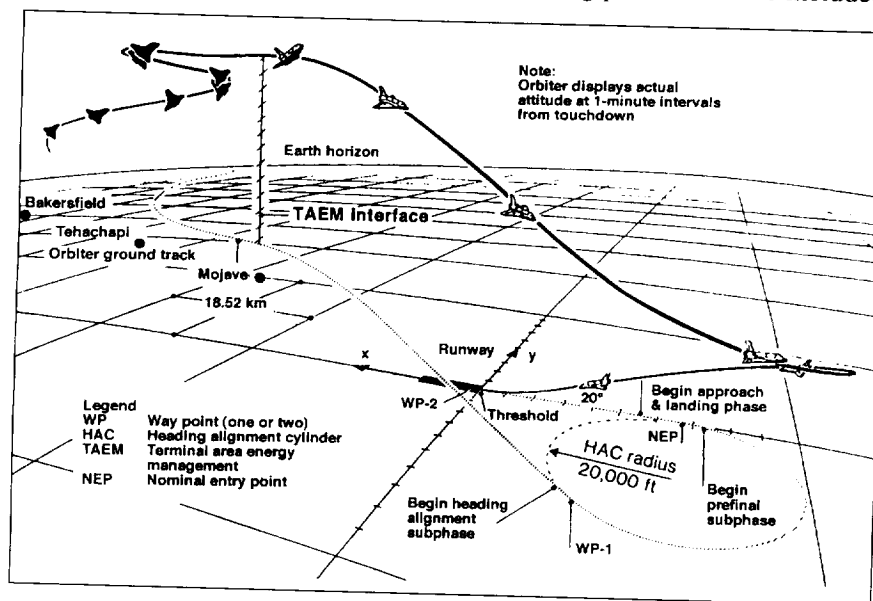 Note:
Orbiter displays actual
attitude at 1-minute intervals
from touchdown
Earth horizon
Bakersfield
TAEM Interface
Tehachapi
Orbiter ground track
Mojave
18.52 km
x
Runway
y
WP-2
Threshold
20°
Begin approach
& landing phase
NEP
HAC radius
20,000 ft
Begin
prefinal
subphase
Begin heading
alignment
subphase
WP-1
Legend
WP Way point (one or two)
HAC Heading alignment cylinder
TAEM Terminal area energy
management
NEP Nominal entry point